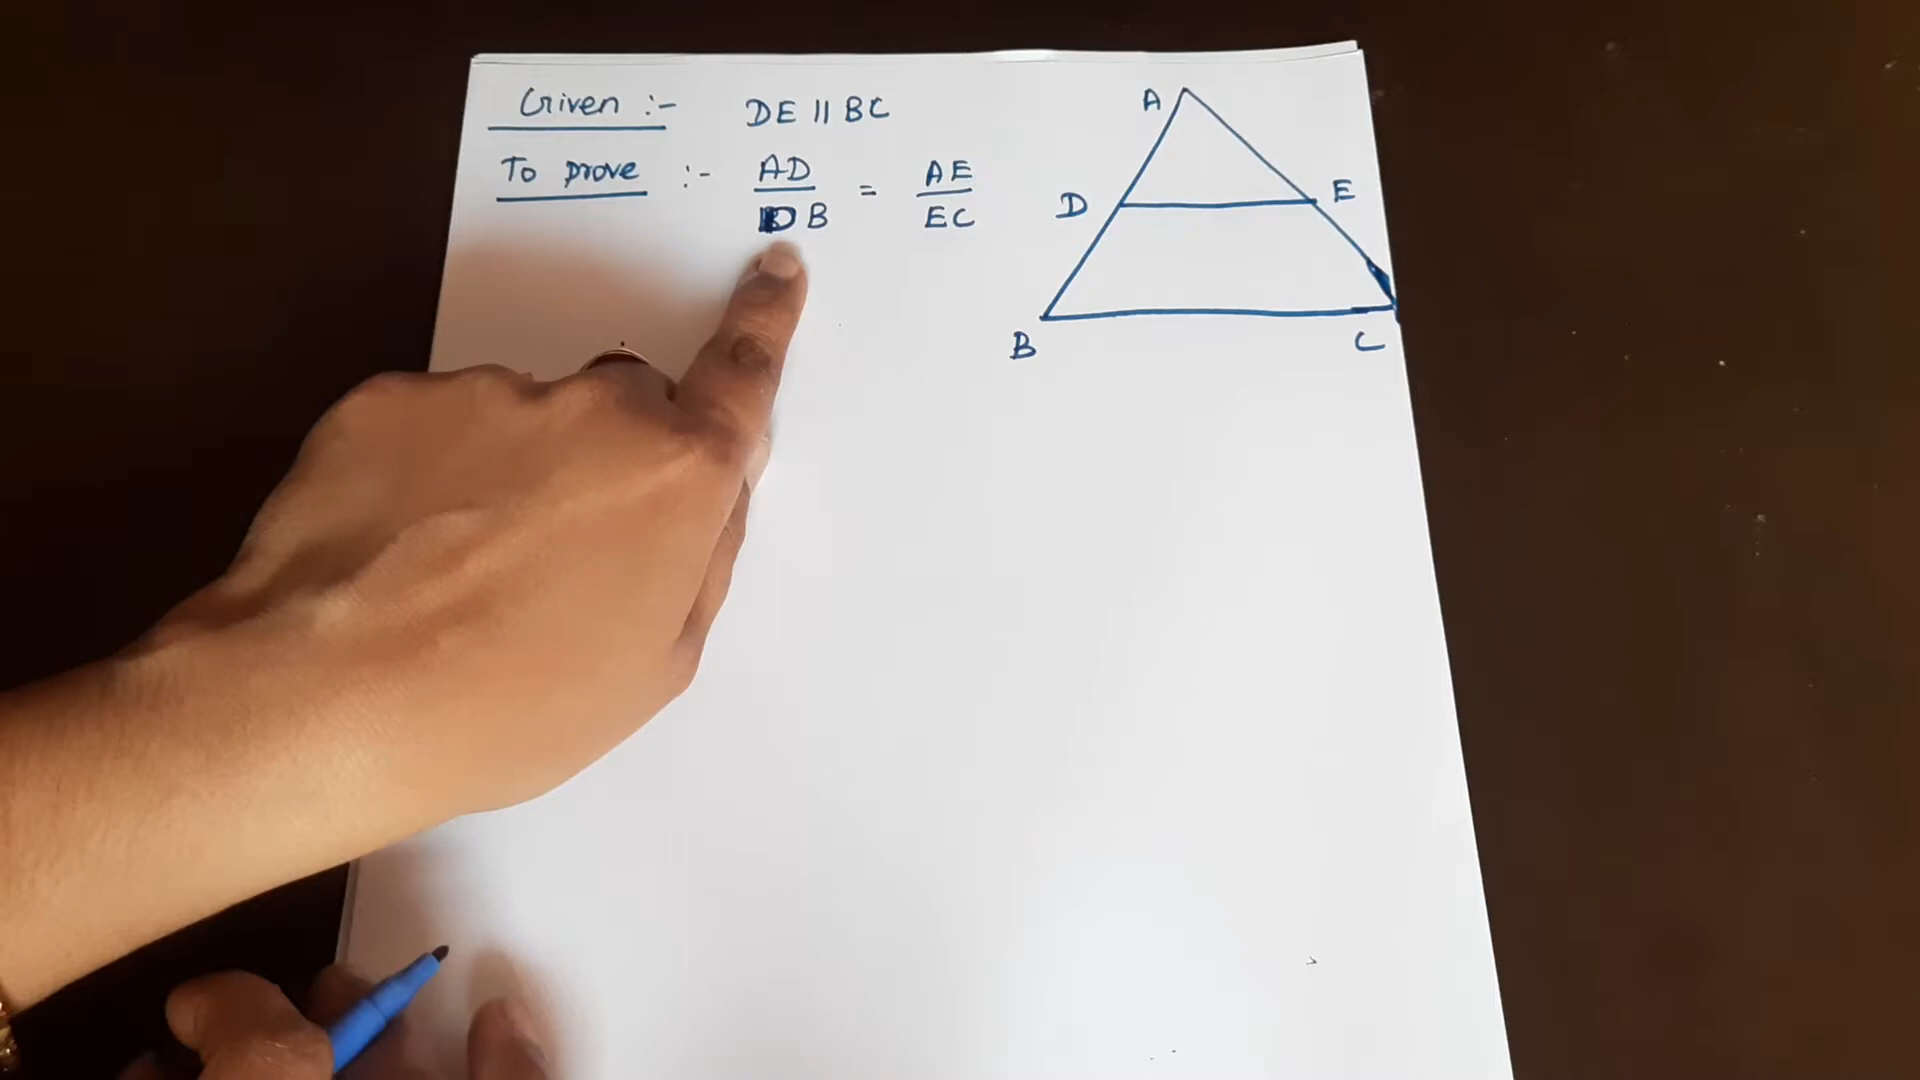 Given :- DE || BC
To prove :- AD/DB = AE/EC
A
D E
B C